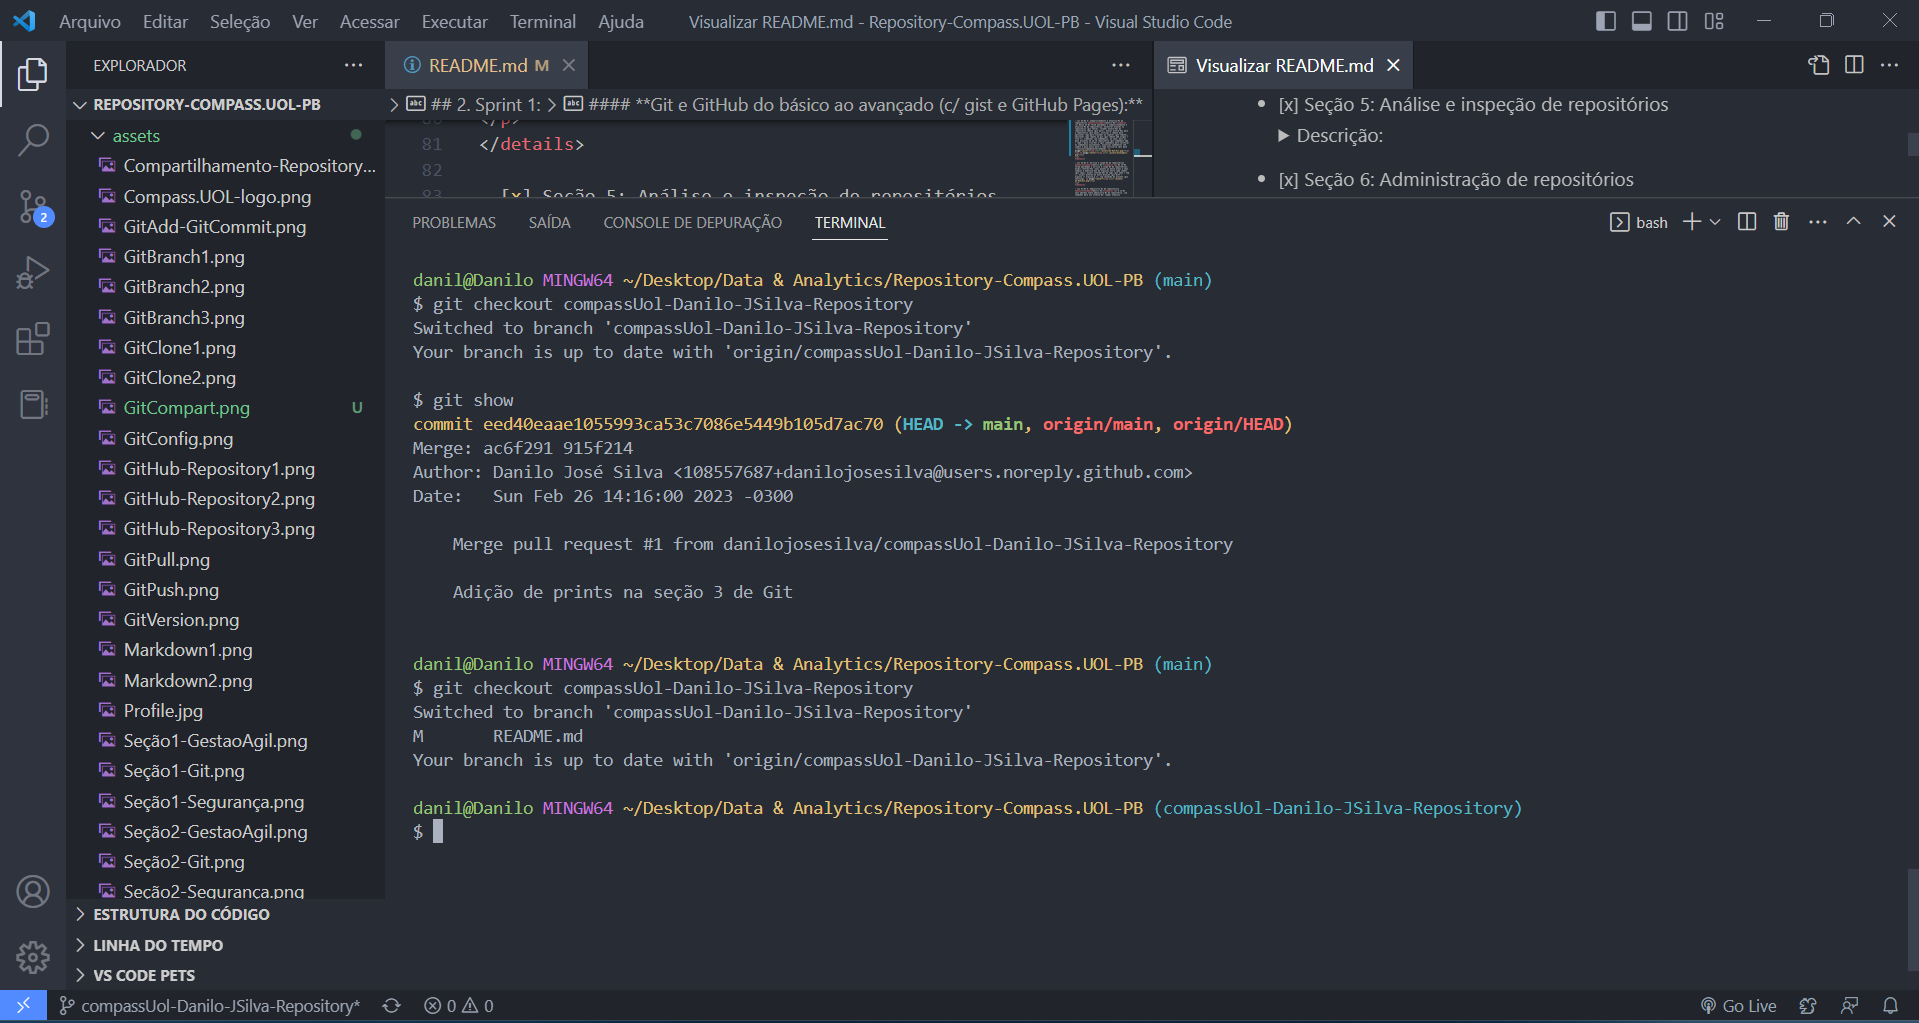 Arquivo Editar Seleção Ver Acessar Executar Terminal Ajuda
Visualizar README.md - Repository-Compass.UOL-PB - Visual Studio Code
EXPLORADOR
REPOSITORY-COMPASS.UOL-PB
assets
Compartilhamento-Repository...
Compass.UOL-logo.png
GitAdd-GitCommit.png
GitBranch1.png
GitBranch2.png
GitBranch3.png
GitClone1.png
GitClone2.png
GitCompart.png U
GitConfig.png
GitHub-Repository1.png
GitHub-Repository2.png
GitHub-Repository3.png
GitPull.png
GitPush.png
GitVersion.png
Markdown1.png
Markdown2.png
Profile.jpg
Seção1-GestaoAgil.png
Seção1-Git.png
Seção1-Segurança.png
Seção2-GestaoAgil.png
Seção2-Git.png
Seção2-Segurança.png
ESTRUTURA DO CÓDIGO
LINHA DO TEMPO
VS CODE PETS
2
README.md M
## 2. Sprint 1: > #### **Git e GitHub do básico ao avançado (c/ gist e GitHub Pages):**
80 </p>
81 </details>
82
83 [x] Seção 5: Análise e inspeção de repositórios
Visualizar README.md
[x] Seção 5: Análise e inspeção de repositórios
Descrição:
[x] Seção 6: Administração de repositórios
PROBLEMAS SAÍDA CONSOLE DE DEPURAÇÃO TERMINAL
bash
danil@Danilo MINGW64 ~/Desktop/Data & Analytics/Repository-Compass.UOL-PB (main)
$ git checkout compassUol-Danilo-JSilva-Repository
Switched to branch 'compassUol-Danilo-JSilva-Repository'
Your branch is up to date with 'origin/compassUol-Danilo-JSilva-Repository'.
$ git show
commit eed40eaae1055993ca53c7086e5449b105d7ac70 (HEAD -> main, origin/main, origin/HEAD)
Merge: ac6f291 915f214
Author: Danilo José Silva <108557687+danilojosesilva@users.noreply.github.com>
Date:   Sun Feb 26 14:16:00 2023 -0300
Merge pull request #1 from danilojosesilva/compassUol-Danilo-JSilva-Repository
Adição de prints na seção 3 de Git
danil@Danilo MINGW64 ~/Desktop/Data & Analytics/Repository-Compass.UOL-PB (main)
$ git checkout compassUol-Danilo-JSilva-Repository
Switched to branch 'compassUol-Danilo-JSilva-Repository'
M       README.md
Your branch is up to date with 'origin/compassUol-Danilo-JSilva-Repository'.
danil@Danilo MINGW64 ~/Desktop/Data & Analytics/Repository-Compass.UOL-PB (compassUol-Danilo-JSilva-Repository)
$
compassUol-Danilo-JSilva-Repository* 0 0
Go Live